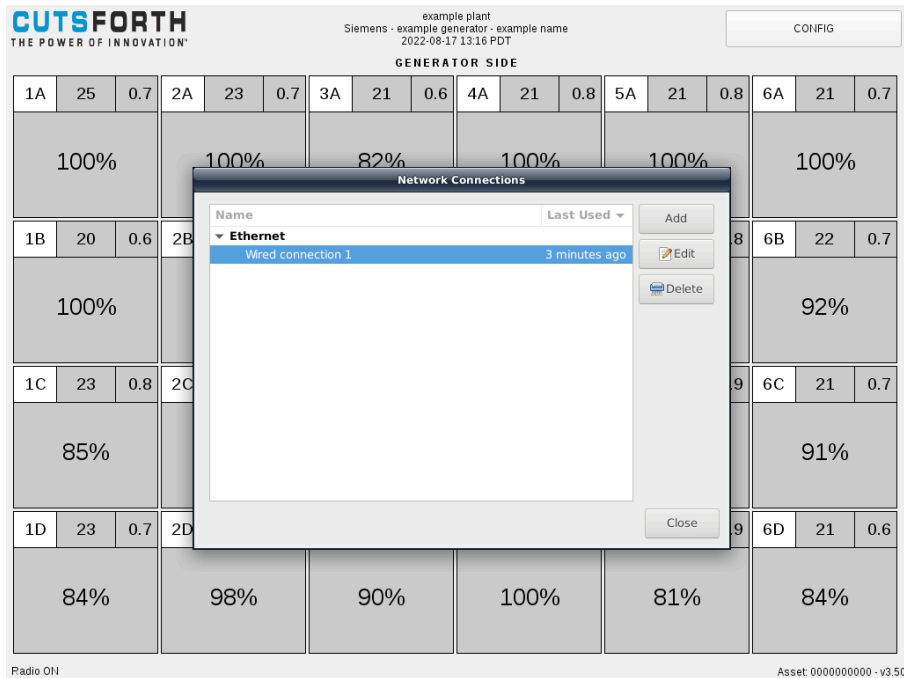 CUTSFORTH
THE POWER OF INNOVATION
example plant
Siemens - example generator - example name
2022-08-17 13:16 PDT
CONFIG
GENERATOR SIDE
1A 25 0.7 2A 23 0.7 3A 21 0.6 4A 21 0.8 5A 21 0.8 6A 21 0.7
100% 100% 82% 100% 100% 100%
Network Connections
Name Last Used
Add
Ethernet
Wired connection 1 3 minutes ago
Edit
Delete
Close
1B 20 0.6 2B .8 6B 22 0.7
100% 92%
1C 23 0.8 2C .9 6C 21 0.7
85% 91%
1D 23 0.7 2D .9 6D 21 0.6
84% 98% 90% 100% 81% 84%
Radio ON
Asset: 0000000000 - v3.50